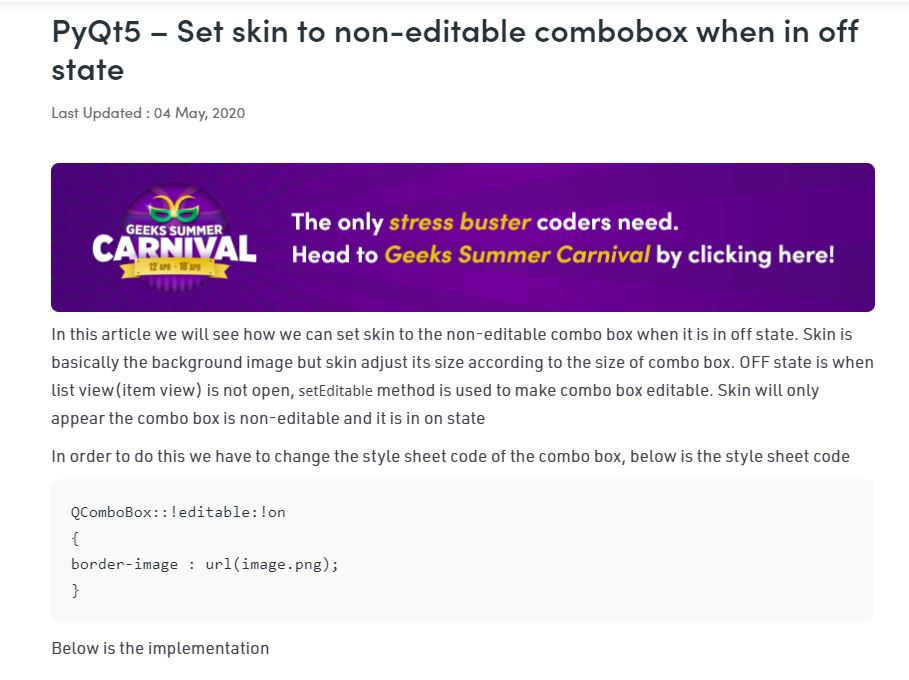 PyQt5 – Set skin to non-editable combobox when in off
state
Last Updated : 04 May, 2020
GEEKS SUMMER
CARNIVAL
12 APR - 18 APR
The only stress buster coders need.
Head to Geeks Summer Carnival by clicking here!
In this article we will see how we can set skin to the non-editable combo box when it is in off state. Skin is
basically the background image but skin adjust its size according to the size of combo box. OFF state is when
list view(item view) is not open, setEditable method is used to make combo box editable. Skin will only
appear the combo box is non-editable and it is in on state
In order to do this we have to change the style sheet code of the combo box, below is the style sheet code
QComboBox::!editable:!on
{
border-image : url(image.png);
}
Below is the implementation